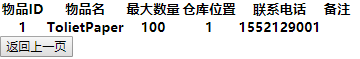 物品ID 物品名 最大数量 仓库位置 联系电话 备注
1 TolietPaper 100 1 1552129001
返回上一页